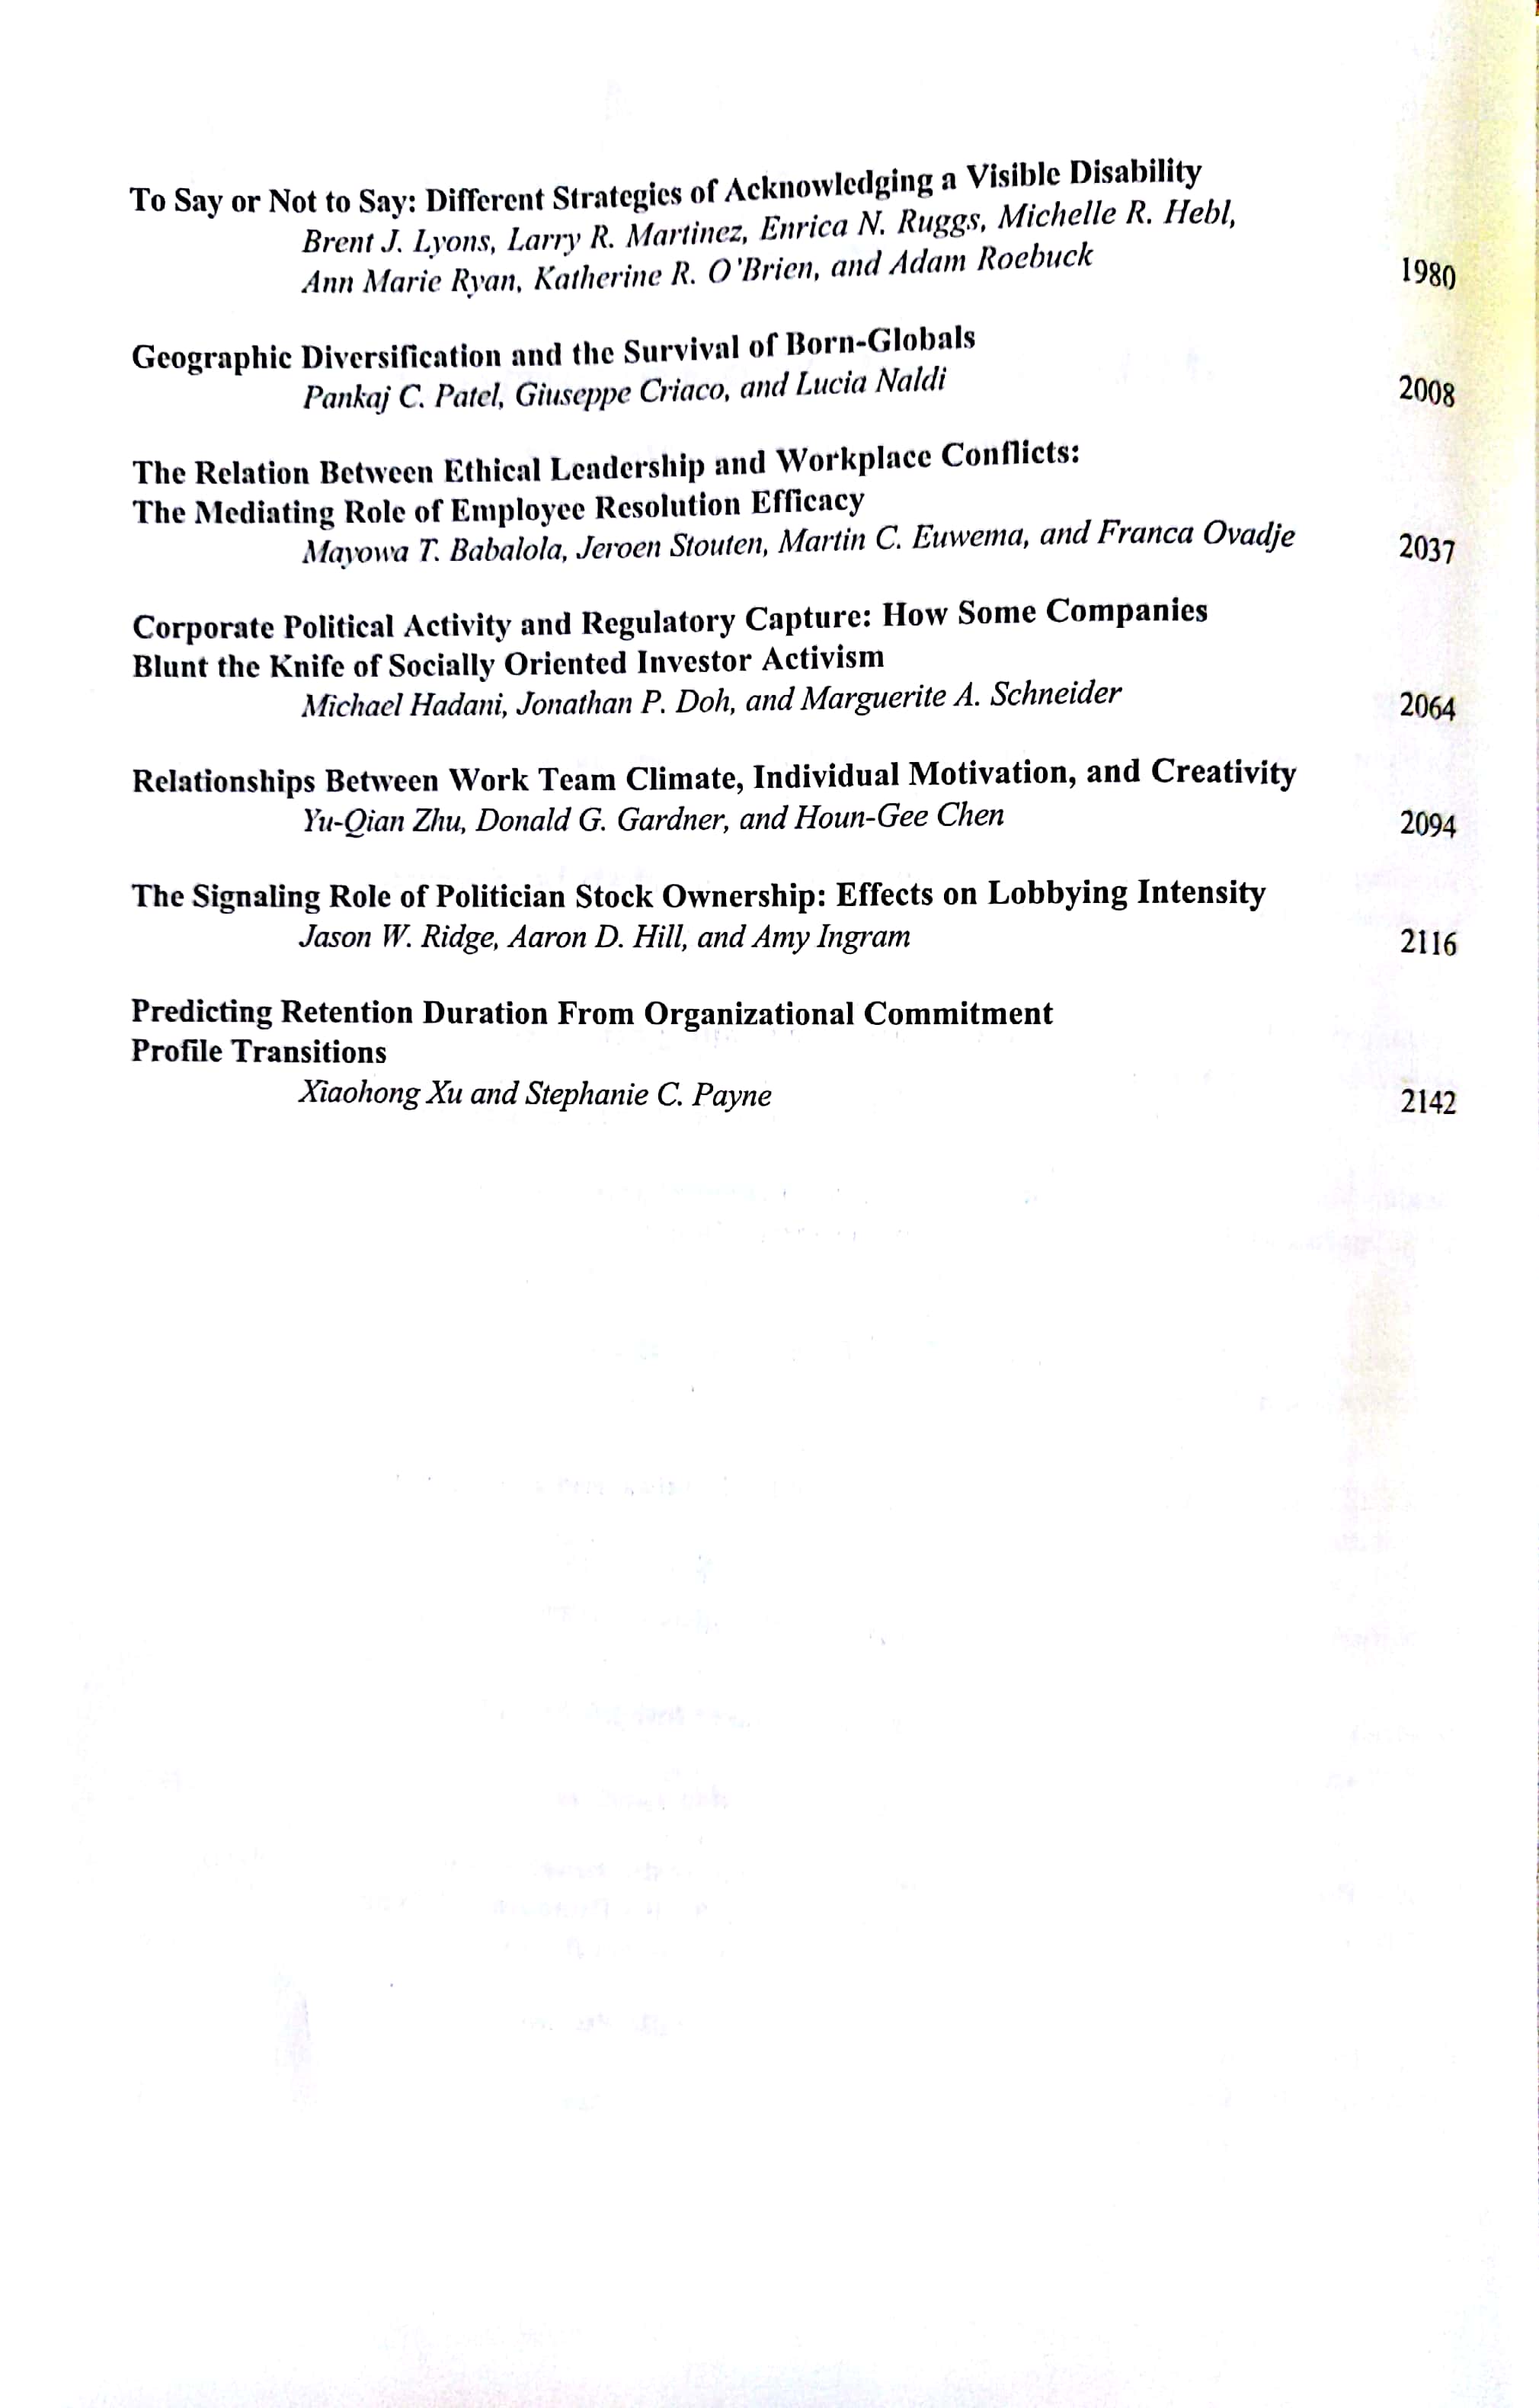 To Say or Not to Say: Different Strategies of Acknowledging a Visible Disability
Brent J. Lyons, Larry R. Martinez, Enrica N. Ruggs, Michelle R. Hebl,
Ann Marie Ryan, Katherine R. O'Brien, and Adam Roebuck 1980
Geographic Diversification and the Survival of Born-Globals
Pankaj C. Patel, Giuseppe Criaco, and Lucia Naldi 2008
The Relation Between Ethical Leadership and Workplace Conflicts:
The Mediating Role of Employee Resolution Efficacy
Mayowa T. Babalola, Jeroen Stouten, Martin C. Euwema, and Franca Ovadje 2037
Corporate Political Activity and Regulatory Capture: How Some Companies
Blunt the Knife of Socially Oriented Investor Activism
Michael Hadani, Jonathan P. Doh, and Marguerite A. Schneider 2064
Relationships Between Work Team Climate, Individual Motivation, and Creativity
Yu-Qian Zhu, Donald G. Gardner, and Houn-Gee Chen 2094
The Signaling Role of Politician Stock Ownership: Effects on Lobbying Intensity
Jason W. Ridge, Aaron D. Hill, and Amy Ingram 2116
Predicting Retention Duration From Organizational Commitment
Profile Transitions
Xiaohong Xu and Stephanie C. Payne 2142